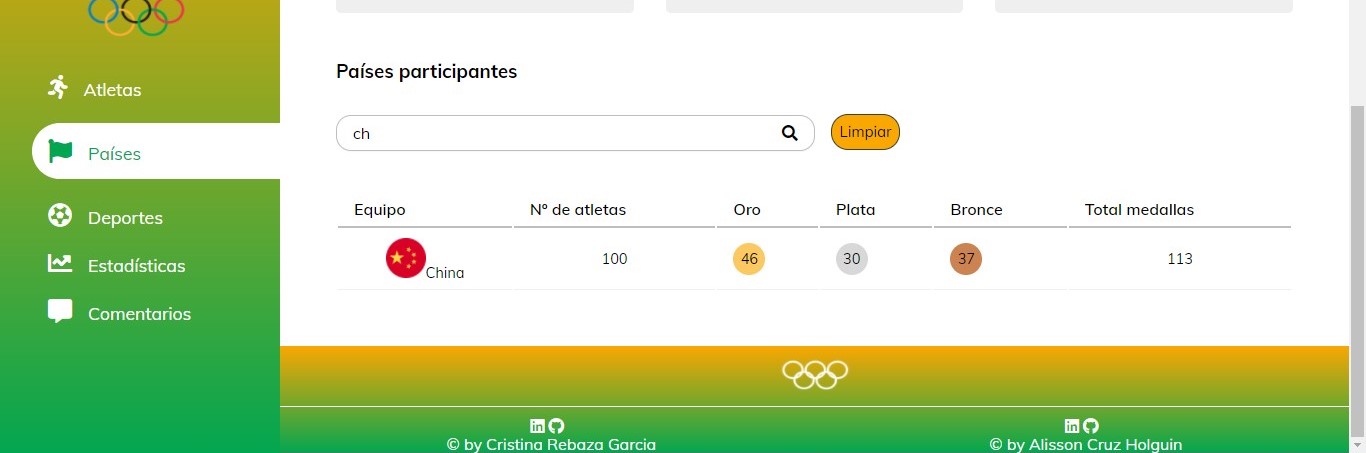 Atletas
Países
Deportes
Estadísticas
Comentarios
Países participantes
ch
Limpiar
Equipo Nº de atletas Oro Plata Bronce Total medallas
China 100 46 30 37 113
© by Cristina Rebaza Garcia
© by Alisson Cruz Holguin